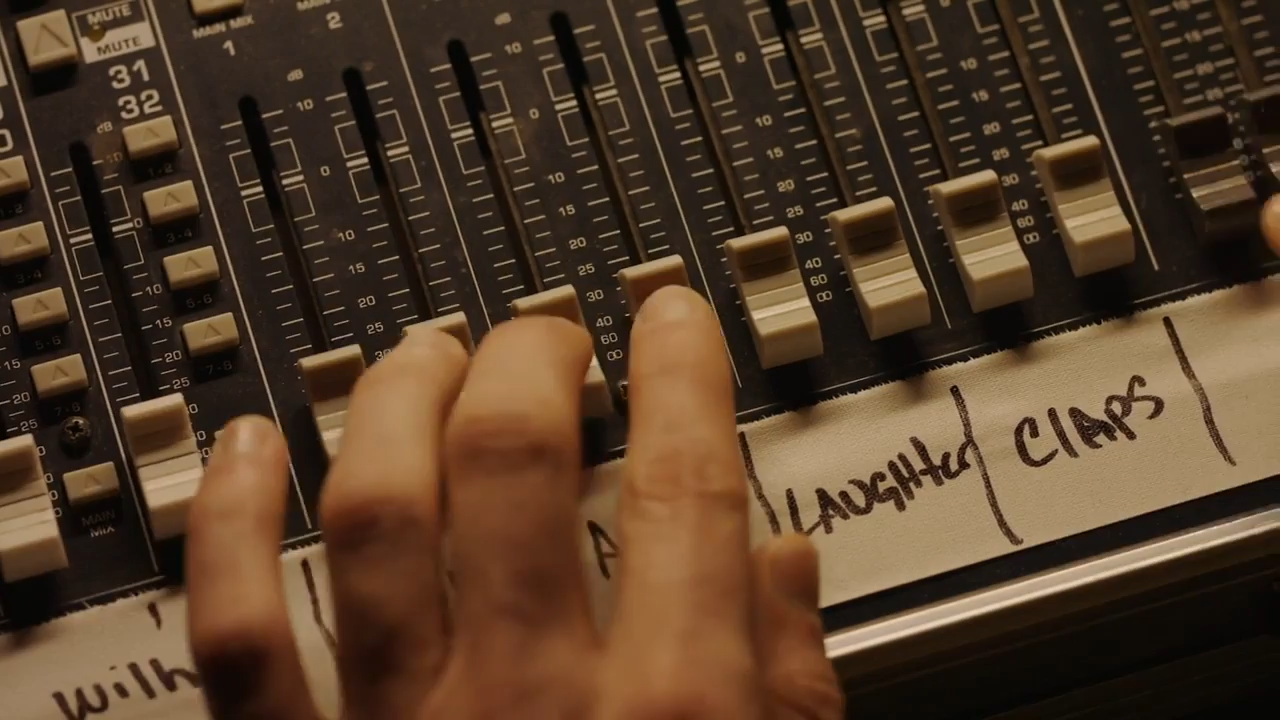 MUTE
MUTE
31
32
MAIN MIX
1
2
dB
10
0
10
15
20
25
30
40
60
∞
1-2
3-4
5-6
7-8
MAIN
MIX
Wilh
A
LAUGHter
CLAPS